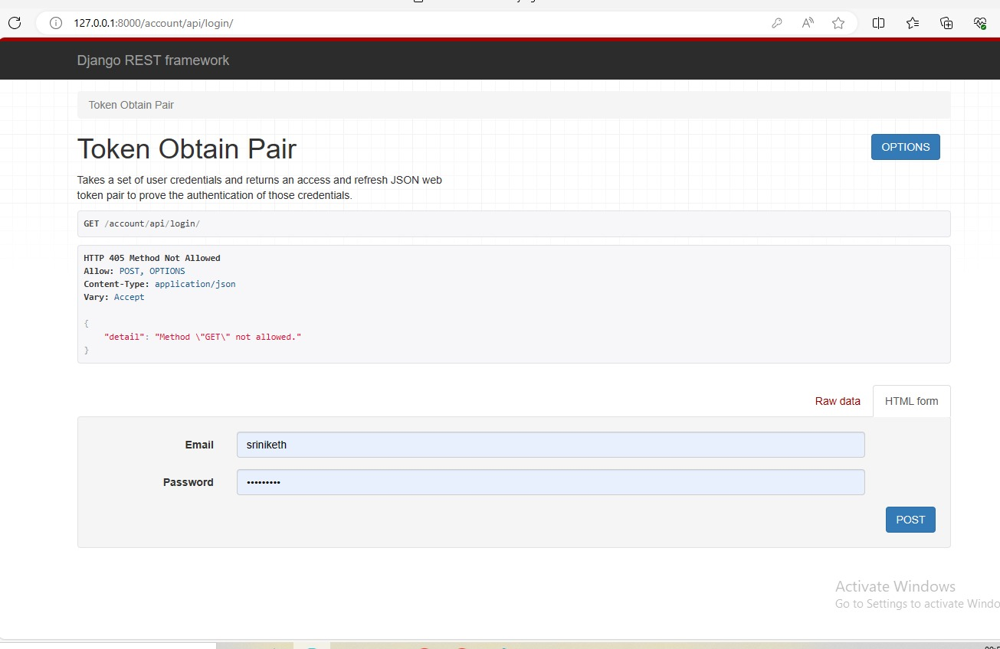 127.0.0.1:8000/account/api/login/
Django REST framework
Token Obtain Pair
Token Obtain Pair
OPTIONS
Takes a set of user credentials and returns an access and refresh JSON web
token pair to prove the authentication of those credentials.
GET /account/api/login/
HTTP 405 Method Not Allowed
Allow: POST, OPTIONS
Content-Type: application/json
Vary: Accept
{
"detail": "Method \"GET\" not allowed."
}
Raw data HTML form
Email sriniketh
Password •••••••••
POST
Activate Windows
Go to Settings to activate Windo